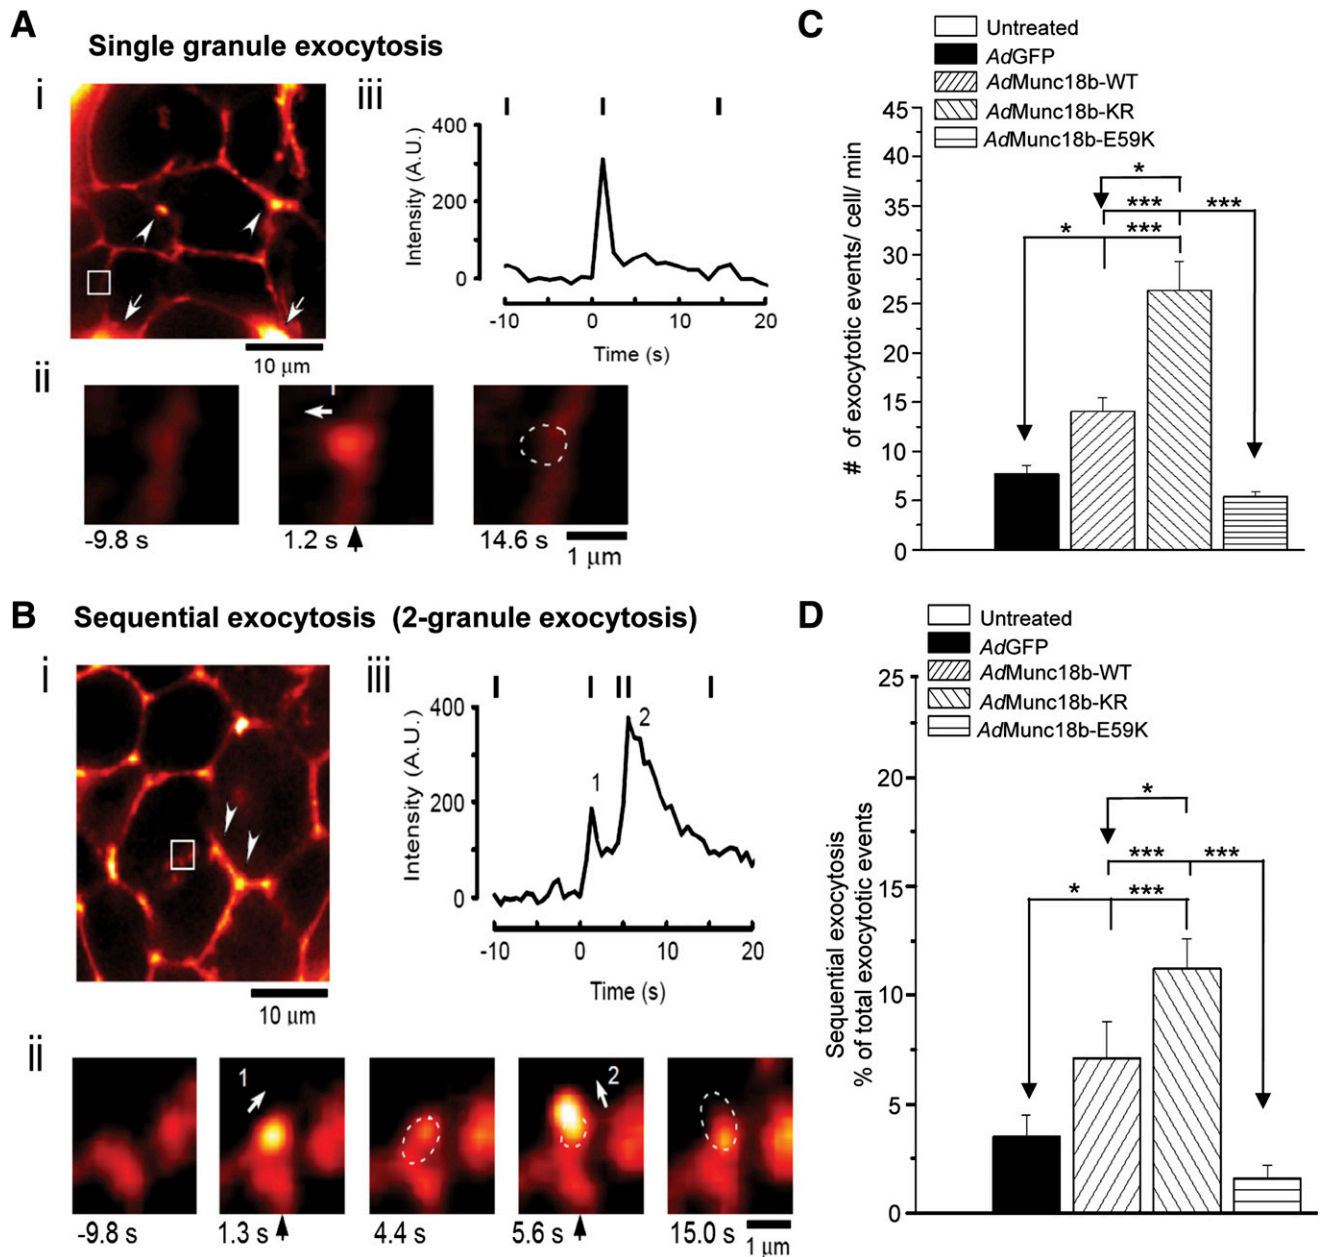 A
Single granule exocytosis
i
10 μm
iii
400
200
0
Intensity (A.U.)
-10 0 10 20
Time (s)
ii
-9.8 s
1.2 s
14.6 s
1 μm
B
Sequential exocytosis (2-granule exocytosis)
i
10 μm
iii
400
200
0
Intensity (A.U.)
1
2
-10 0 10 20
Time (s)
ii
1
2
-9.8 s
1.3 s
4.4 s
5.6 s
15.0 s
1 μm
C
Untreated
AdGFP
AdMunc18b-WT
AdMunc18b-KR
AdMunc18b-E59K
45
40
35
30
25
20
15
10
5
0
# of exocytotic events/ cell/ min
*
*** ***
* ***
D
Untreated
AdGFP
AdMunc18b-WT
AdMunc18b-KR
AdMunc18b-E59K
25
20
15
10
5
0
Sequential exocytosis
% of total exocytotic events
*
*** ***
* ***